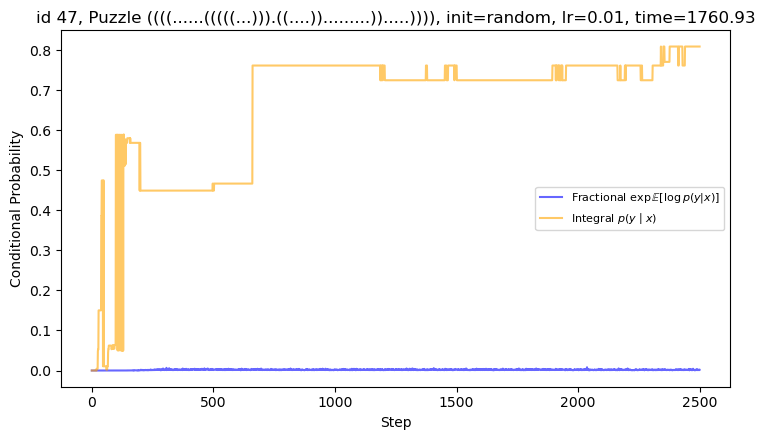 id 47, Puzzle ((((......(((((...))).((....)).........)).....)))), init=random, lr=0.01, time=1760.93
Conditional Probability
0.8
0.7
0.6
0.5
0.4
0.3
0.2
0.1
0.0
Fractional exp𝔼[log p(y|x)]
Integral p(y | x)
0 500 1000 1500 2000 2500
Step